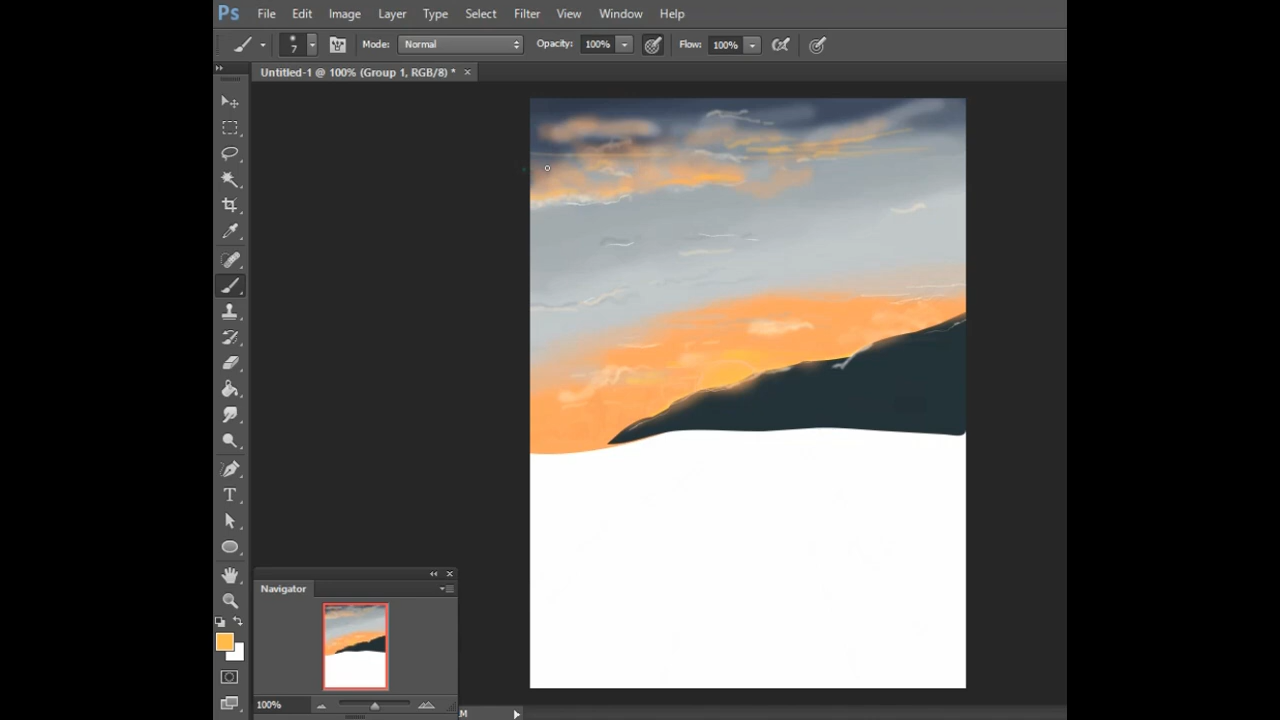 Ps File Edit Image Layer Type Select Filter View Window Help
7 Mode: Normal Opacity: 100% Flow: 100%
Untitled-1 @ 100% (Group 1, RGB/8) * ×
Navigator
100%
M